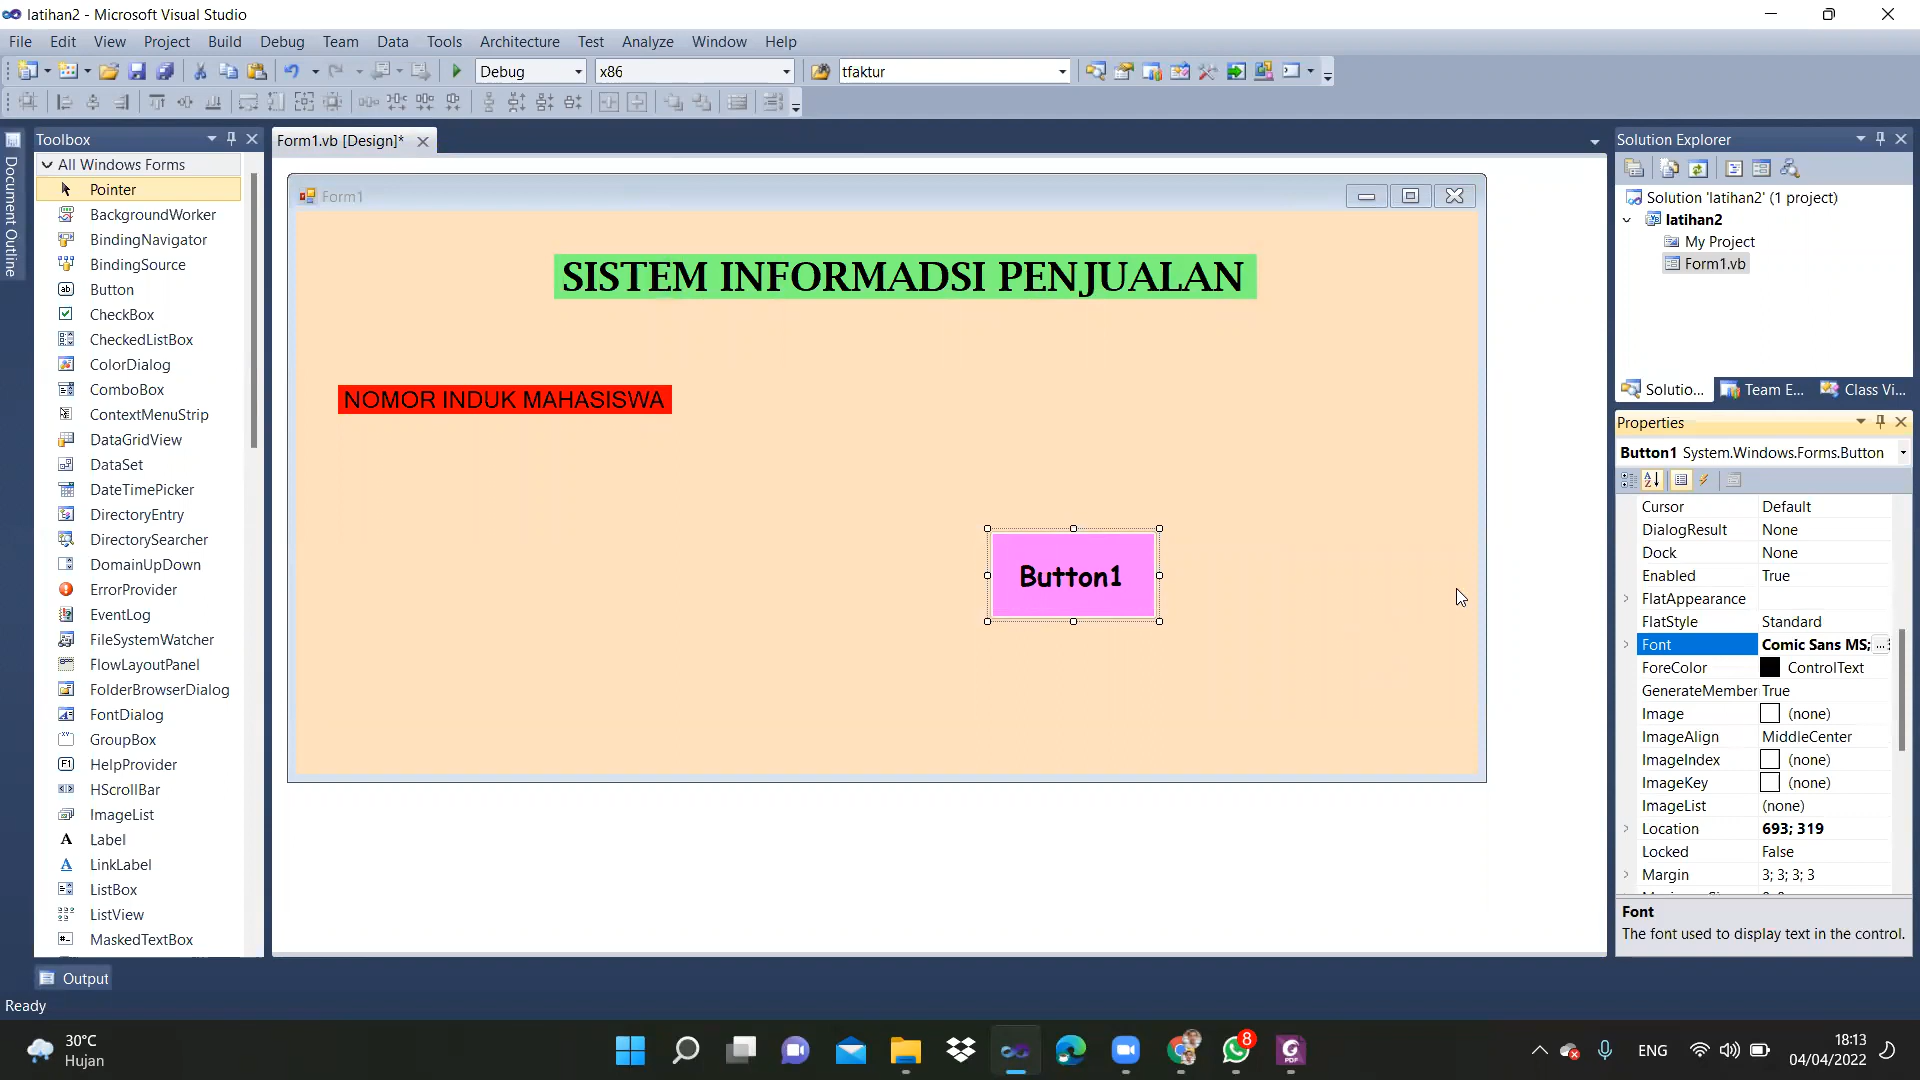 latihan2 - Microsoft Visual Studio
File Edit View Project Build Debug Team Data Tools Architecture Test Analyze Window Help
Debug x86 tfaktur
Document Outline
Toolbox
All Windows Forms
Pointer
BackgroundWorker
BindingNavigator
BindingSource
Button
CheckBox
CheckedListBox
ColorDialog
ComboBox
ContextMenuStrip
DataGridView
DataSet
DateTimePicker
DirectoryEntry
DirectorySearcher
DomainUpDown
ErrorProvider
EventLog
FileSystemWatcher
FlowLayoutPanel
FolderBrowserDialog
FontDialog
GroupBox
HelpProvider
HScrollBar
ImageList
Label
LinkLabel
ListBox
ListView
MaskedTextBox
Form1.vb [Design]*
Form1
SISTEM INFORMADSI PENJUALAN
NOMOR INDUK MAHASISWA
Button1
Solution Explorer
Solution 'latihan2' (1 project)
latihan2
My Project
Form1.vb
Solutio... Team E... Class Vi...
Properties
Button1 System.Windows.Forms.Button
Cursor Default
DialogResult None
Dock None
Enabled True
FlatAppearance
FlatStyle Standard
Font Comic Sans MS; ...
ForeColor ControlText
GenerateMember True
Image (none)
ImageAlign MiddleCenter
ImageIndex (none)
ImageKey (none)
ImageList (none)
Location 693; 319
Locked False
Margin 3; 3; 3; 3
Font
The font used to display text in the control.
Output
Ready
30°C
Hujan
8
PDF
ENG
18:13
04/04/2022